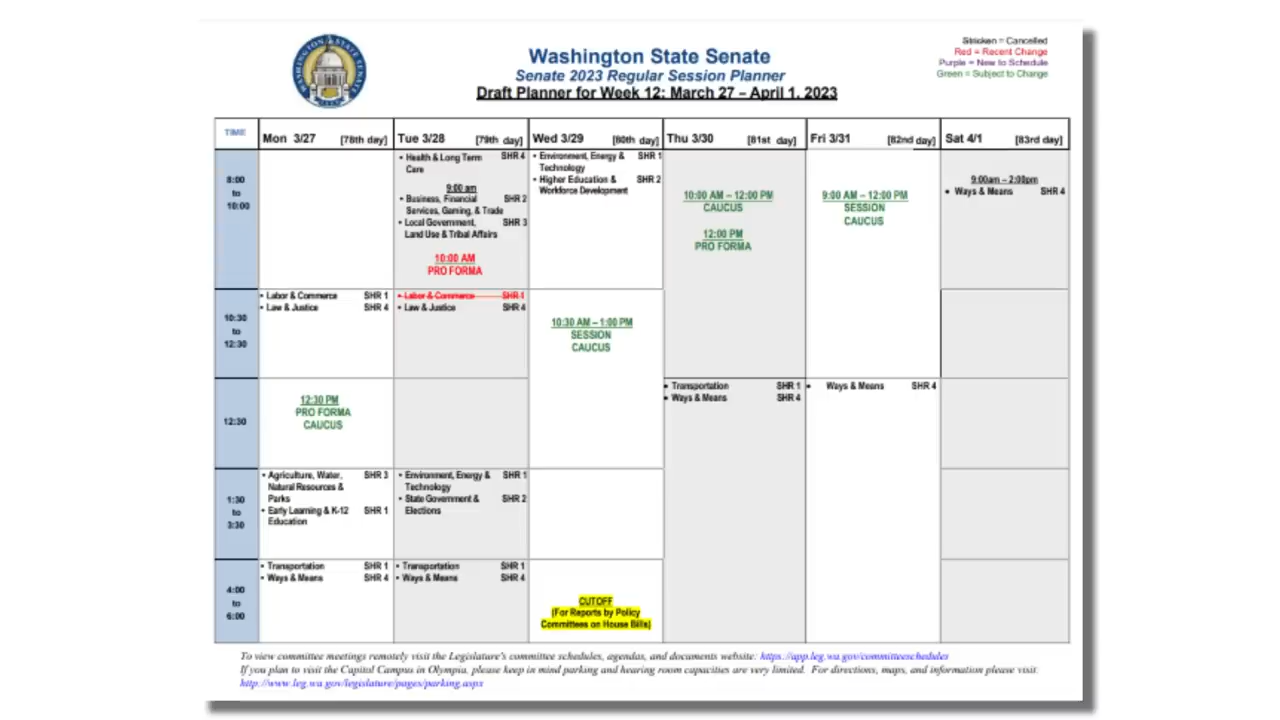 WASHINGTON STATE SENATE
Stricken = Cancelled
Red = Recent Change
Purple = New to Schedule
Green = Subject to Change
Washington State Senate
Senate 2023 Regular Session Planner
Draft Planner for Week 12: March 27 – April 1, 2023
TIME
Mon 3/27 [78th day]
Tue 3/28 [79th day]
Wed 3/29 [80th day]
Thu 3/30 [81st day]
Fri 3/31 [82nd day]
Sat 4/1 [83rd day]
8:00
to
10:00
• Health & Long Term SHR 4
Care
9:00 am
• Business, Financial SHR 2
Services, Gaming, & Trade
• Local Government, SHR 3
Land Use & Tribal Affairs
10:00 AM
PRO FORMA
• Environment, Energy & SHR 1
Technology
• Higher Education & SHR 2
Workforce Development
10:00 AM – 12:00 PM
CAUCUS
12:00 PM
PRO FORMA
9:00 AM – 12:00 PM
SESSION
CAUCUS
9:00am – 2:00pm
• Ways & Means SHR 4
10:30
to
12:30
• Labor & Commerce SHR 1
• Law & Justice SHR 4
• Labor & Commerce SHR 1
• Law & Justice SHR 4
10:30 AM – 1:00 PM
SESSION
CAUCUS
12:30
12:30 PM
PRO FORMA
CAUCUS
• Transportation SHR 1
• Ways & Means SHR 4
• Ways & Means SHR 4
1:30
to
3:30
• Agriculture, Water, SHR 3
Natural Resources &
Parks
• Early Learning & K-12 SHR 1
Education
• Environment, Energy & SHR 1
Technology
• State Government & SHR 2
Elections
4:00
to
6:00
• Transportation SHR 1
• Ways & Means SHR 4
• Transportation SHR 1
• Ways & Means SHR 4
CUTOFF
(For Reports by Policy
Committees on House Bills)
To view committee meetings remotely visit the Legislature's committee schedules, agendas, and documents website: https://app.leg.wa.gov/committeeschedules
If you plan to visit the Capitol Campus in Olympia, please keep in mind parking and hearing room capacities are very limited. For directions, maps, and information please visit:
http://www.leg.wa.gov/legislature/pages/parking.aspx